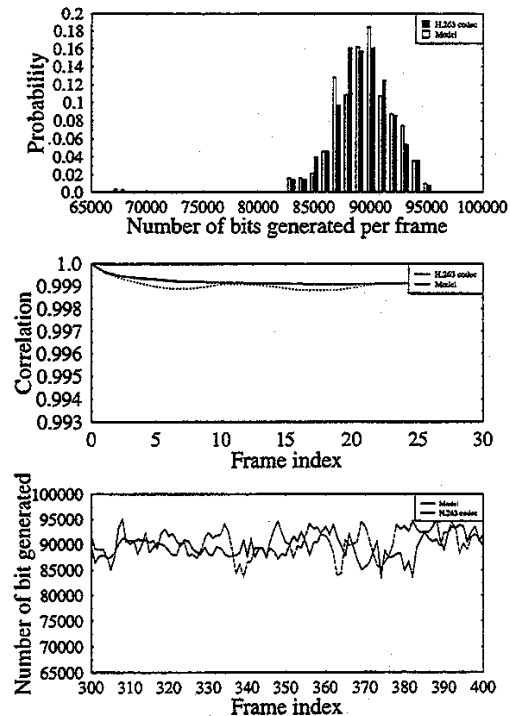 0.2
0.18
0.16
0.14
0.12
0.1
0.08
0.06
0.04
0.02
0.0
Probability
H.263 codec
Model
65000 70000 75000 80000 85000 90000 95000 100000
Number of bits generated per frame
1.0
0.999
0.998
0.997
0.996
0.995
0.994
0.993
Correlation
H.263 codec
Model
0 5 10 15 20 25 30
Frame index
100000
95000
90000
85000
80000
75000
70000
65000
Number of bit generated
Model
H.263 codec
300 310 320 330 340 350 360 370 380 390 400
Frame index